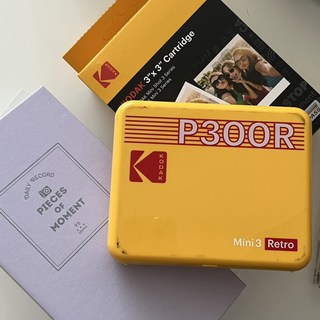 KODAK
3"x 3" Cartridge
P300R
KODAK
Mini 3 Retro
DAILY RECORD
PIECES
OF
MOMENT